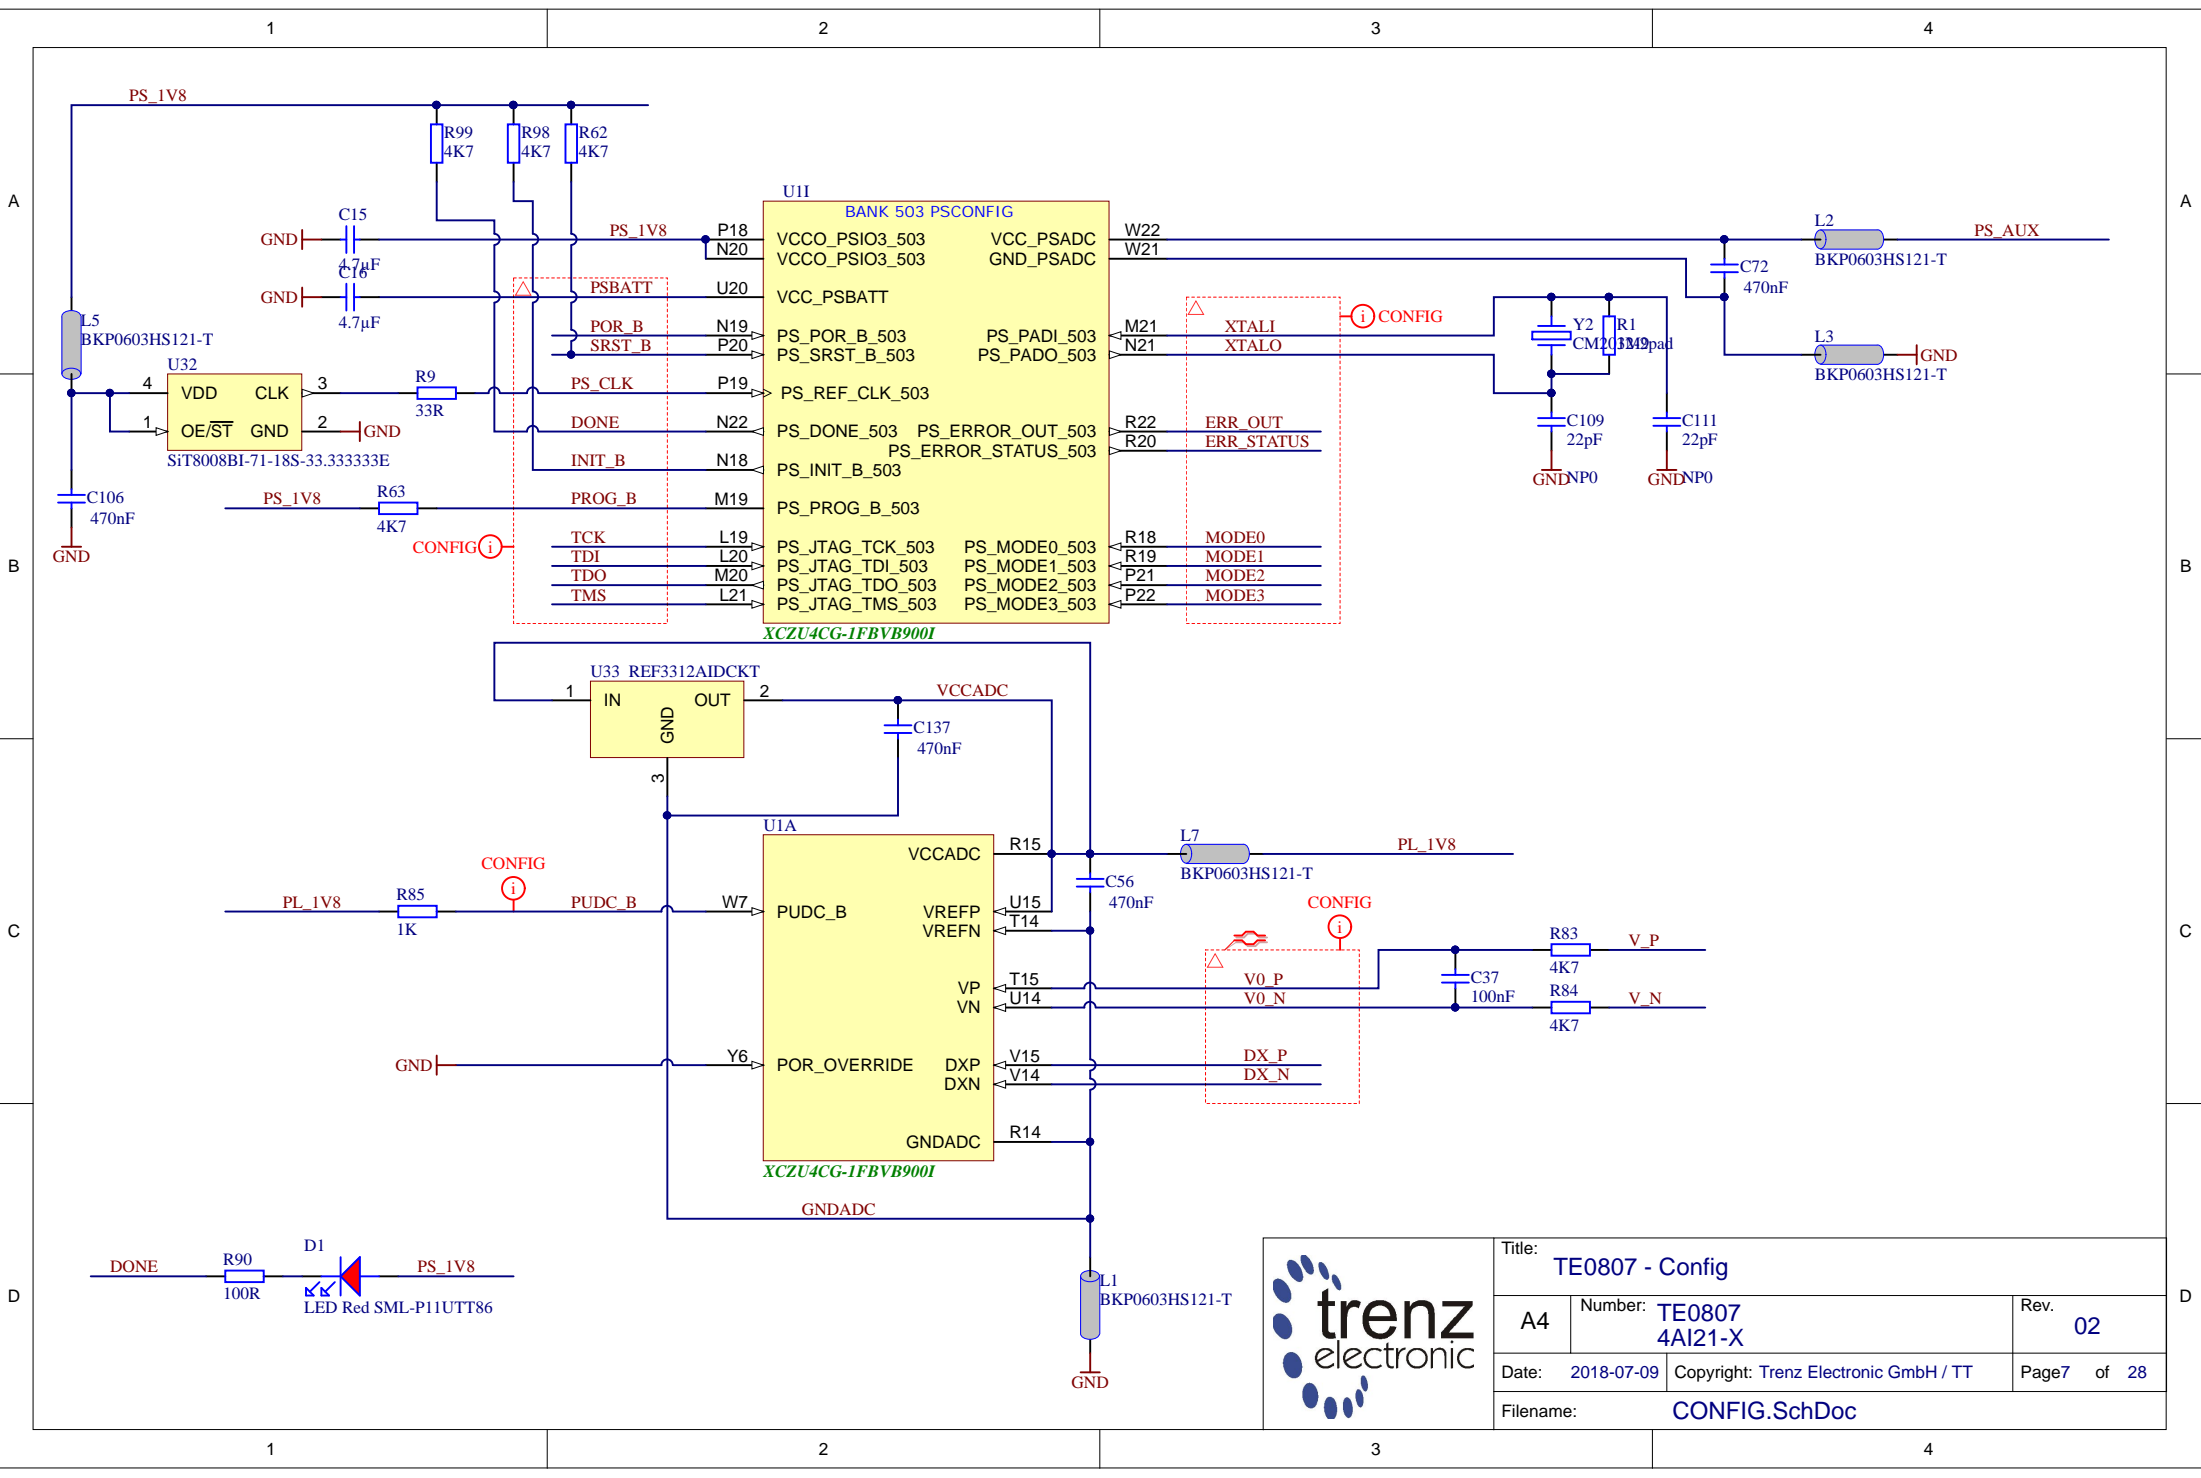 1 2 3 4
A
B
C
D
A
B
C
D
PS_1V8
R99
4K7
R98
4K7
R62
4K7
U1I
BANK 503 PSCONFIG
C15
4.7µF
GND
PS_1V8
P18 VCCO_PSIO3_503
N20 VCCO_PSIO3_503
C16
4.7µF
GND
PSBATT
U20 VCC_PSBATT
POR_B N19 PS_POR_B_503
SRST_B P20 PS_SRST_B_503
PS_CLK P19 PS_REF_CLK_503
DONE N22 PS_DONE_503
INIT_B N18 PS_INIT_B_503
PROG_B M19 PS_PROG_B_503
TCK L19 PS_JTAG_TCK_503
TDI L20 PS_JTAG_TDI_503
TDO M20 PS_JTAG_TDO_503
TMS L21 PS_JTAG_TMS_503
VCC_PSADC W22
GND_PSADC W21
PS_PADI_503 M21 XTALI
PS_PADO_503 N21 XTALO
PS_ERROR_OUT_503 R22 ERR_OUT
PS_ERROR_STATUS_503 R20 ERR_STATUS
PS_MODE0_503 R18 MODE0
PS_MODE1_503 R19 MODE1
PS_MODE2_503 P21 MODE2
PS_MODE3_503 P22 MODE3
XCZU4CG-1FBVB900I
L5
BKP0603HS121-T
U32
4 VDD CLK 3
1 OE/ST GND 2
GND
SiT8008BI-71-18S-33.333333E
R9
33R
C106
470nF
GND
PS_1V8
R63
4K7
CONFIG i
i CONFIG
L2
BKP0603HS121-T
PS_AUX
C72
470nF
L3
BKP0603HS121-T
GND
Y2
R1
C109
22pF
GND NP0
C111
22pF
GND NP0
U33 REF3312AIDCKT
1 IN OUT 2
GND
3
VCCADC
C137
470nF
U1A
VCCADC R15
VREFP U15
VREFN T14
VP T15
VN U14
DXP V15
DXN V14
GNDADC R14
W7 PUDC_B
Y6 POR_OVERRIDE
XCZU4CG-1FBVB900I
PL_1V8
R85
1K
CONFIG
i
PUDC_B
GND
L7
BKP0603HS121-T
PL_1V8
C56
470nF
CONFIG
i
V0_P
V0_N
DX_P
DX_N
C37
100nF
R83
4K7
V_P
R84
4K7
V_N
GNDADC
L1
BKP0603HS121-T
GND
DONE
R90
100R
D1
PS_1V8
LED Red SML-P11UTT86
trenz
electronic
Title:
TE0807 - Config
A4
Number: TE0807
4AI21-X
Rev.
02
Date: 2018-07-09
Copyright: Trenz Electronic GmbH / TT
Page7 of 28
Filename: CONFIG.SchDoc
1 2 3 4